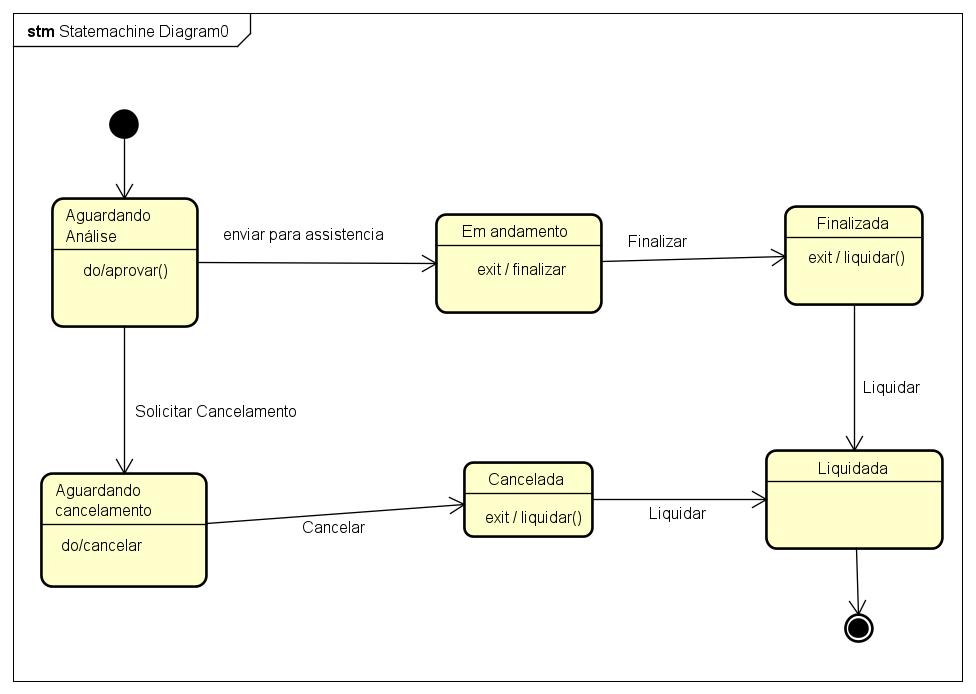 stm Statemachine Diagram0
Aguardando
Análise
do/aprovar()
enviar para assistencia
Em andamento
exit / finalizar
Finalizar
Finalizada
exit / liquidar()
Solicitar Cancelamento
Liquidar
Aguardando
cancelamento
do/cancelar
Cancelar
Cancelada
exit / liquidar()
Liquidar
Liquidada